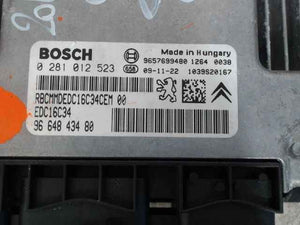 BOSCH
Made in Hungary
9657699480 1264 0038
0 281 012 523
09-11-22 1039S20167
RBCMMDEDC16C34CEM 00
EDC16C34
96 648 434 80